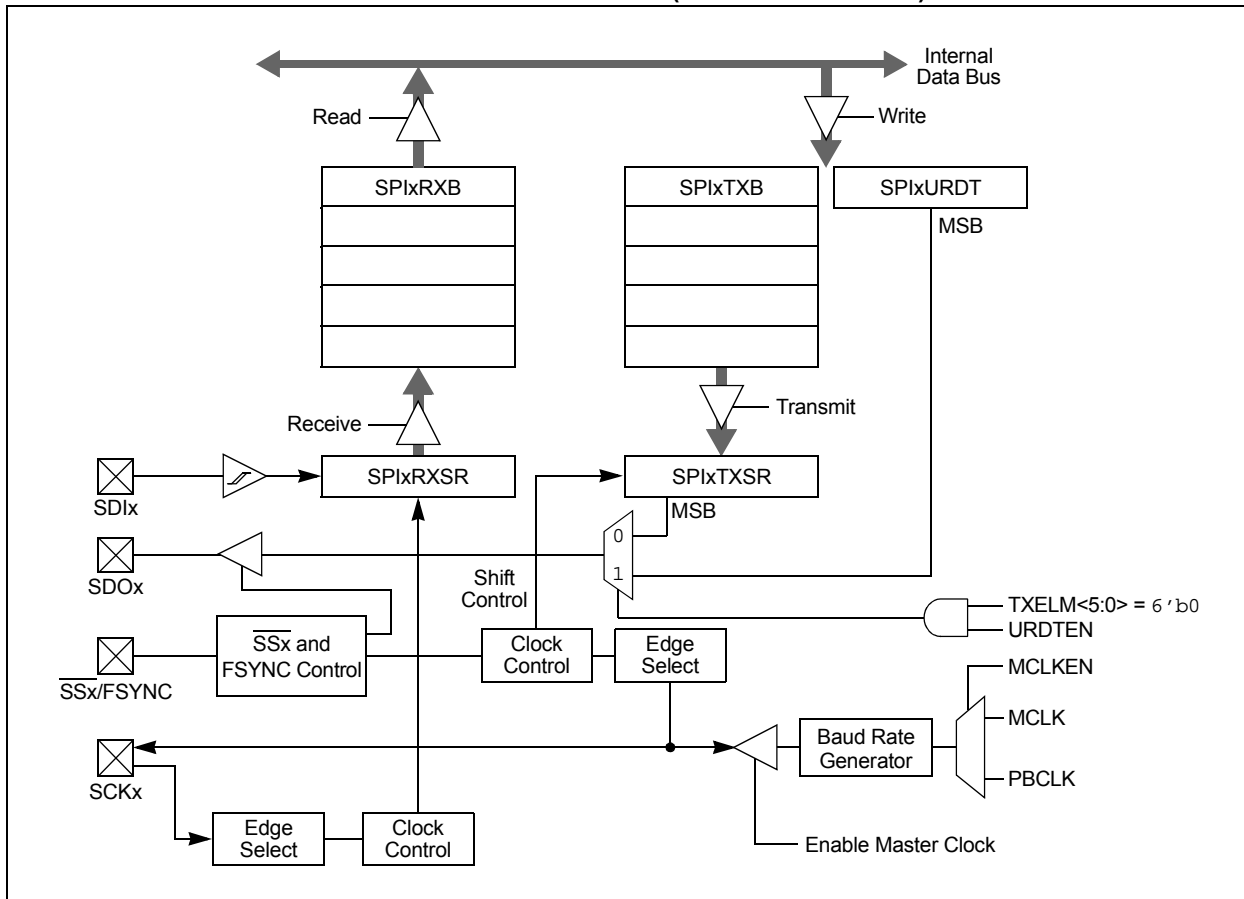 Internal
Data Bus
Read
Write
SPIxRXB
SPIxTXB
SPIxURDT
MSB
Receive
Transmit
SPIxRXSR
SPIxTXSR
SDIx
MSB
0
1
SDOx
Shift
Control
TXELM<5:0> = 6'b0
URDTEN
SSx and
FSYNC Control
Clock
Control
Edge
Select
SSx/FSYNC
MCLKEN
MCLK
Baud Rate
Generator
PBCLK
SCKx
Edge
Select
Clock
Control
Enable Master Clock